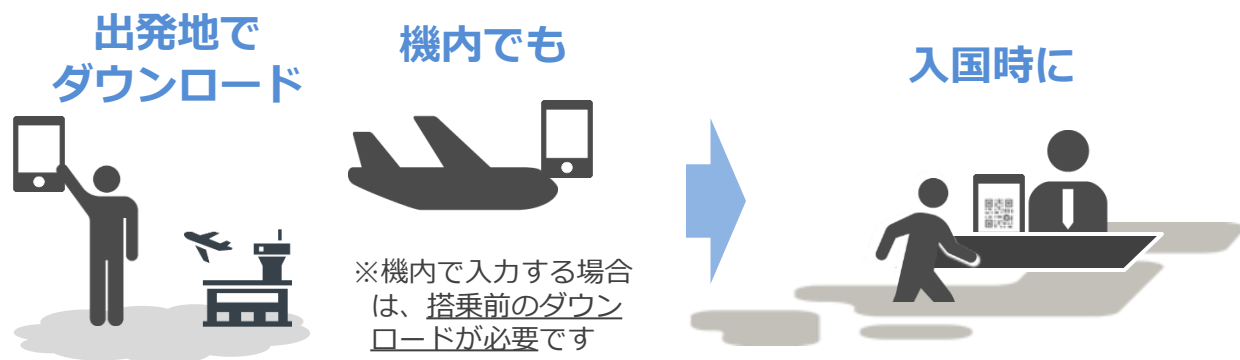 出発地で
ダウンロード
機内でも
※機内で入力する場合
は、搭乗前のダウン
ロードが必要です
入国時に